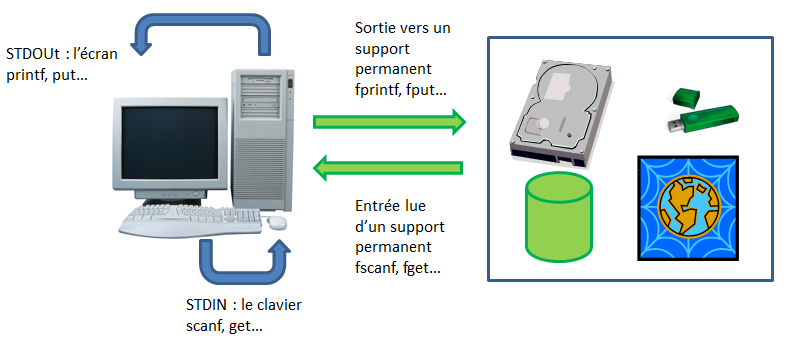 STDOUt : l’écran
printf, put…
Sortie vers un
support
permanent
fprintf, fput…
Entrée lue
d’un support
permanent
fscanf, fget…
STDIN : le clavier
scanf, get…